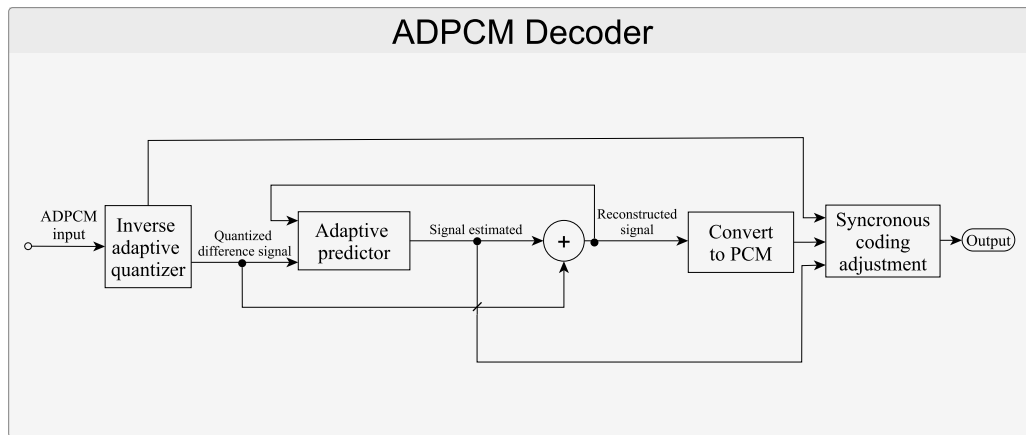 ADPCM Decoder
ADPCM
input
Inverse
adaptive
quantizer
Quantized
difference signal
Adaptive
predictor
Signal estimated
+
Reconstructed
signal
Convert
to PCM
Syncronous
coding
adjustment
Output